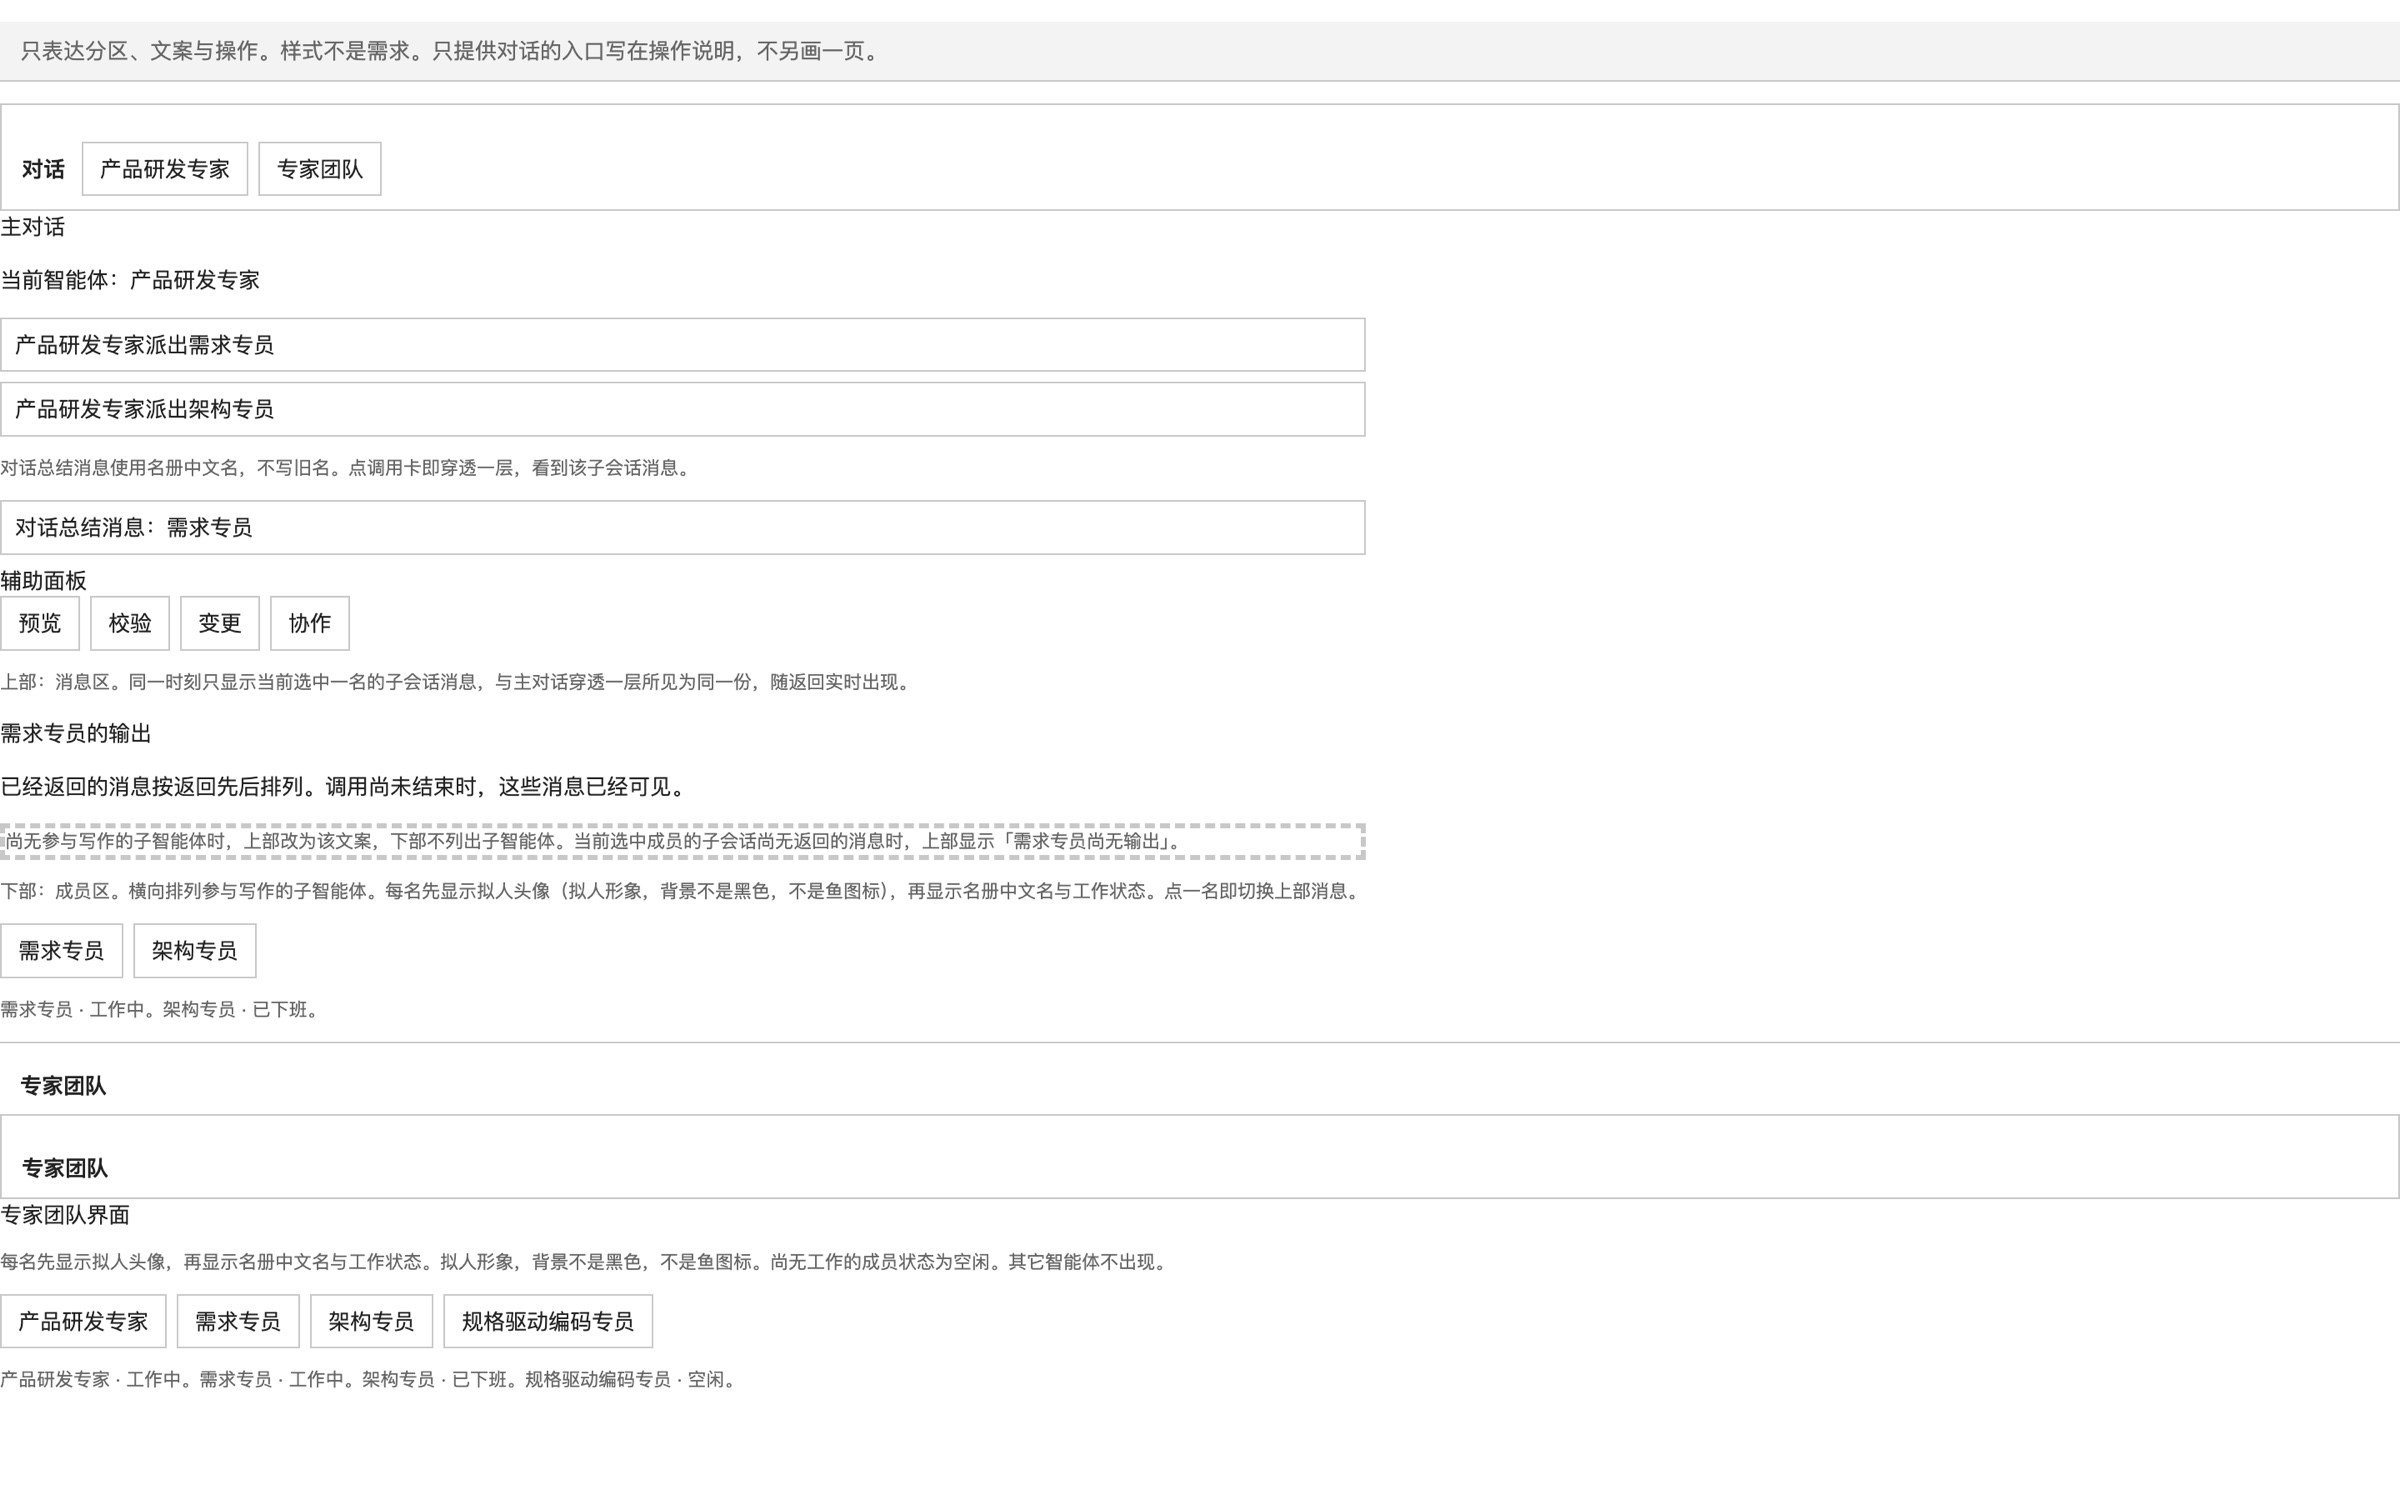 只表达分区、文案与操作。样式不是需求。只提供对话的入口写在操作说明，不另画一页。
对话 产品研发专家 专家团队
主对话
当前智能体：产品研发专家
产品研发专家派出需求专员
产品研发专家派出架构专员
对话总结消息使用名册中文名，不写旧名。点调用卡即穿透一层，看到该子会话消息。
对话总结消息：需求专员
辅助面板
预览 校验 变更 协作
上部：消息区。同一时刻只显示当前选中一名的子会话消息，与主对话穿透一层所见为同一份，随返回实时出现。
需求专员的输出
已经返回的消息按返回先后排列。调用尚未结束时，这些消息已经可见。
尚无参与写作的子智能体时，上部改为该文案，下部不列出子智能体。当前选中成员的子会话尚无返回的消息时，上部显示「需求专员尚无输出」。
下部：成员区。横向排列参与写作的子智能体。每名先显示拟人头像（拟人形象，背景不是黑色，不是鱼图标），再显示名册中文名与工作状态。点一名即切换上部消息。
需求专员 架构专员
需求专员 · 工作中。架构专员 · 已下班。
专家团队
专家团队
专家团队界面
每名先显示拟人头像，再显示名册中文名与工作状态。拟人形象，背景不是黑色，不是鱼图标。尚无工作的成员状态为空闲。其它智能体不出现。
产品研发专家 需求专员 架构专员 规格驱动编码专员
产品研发专家 · 工作中。需求专员 · 工作中。架构专员 · 已下班。规格驱动编码专员 · 空闲。